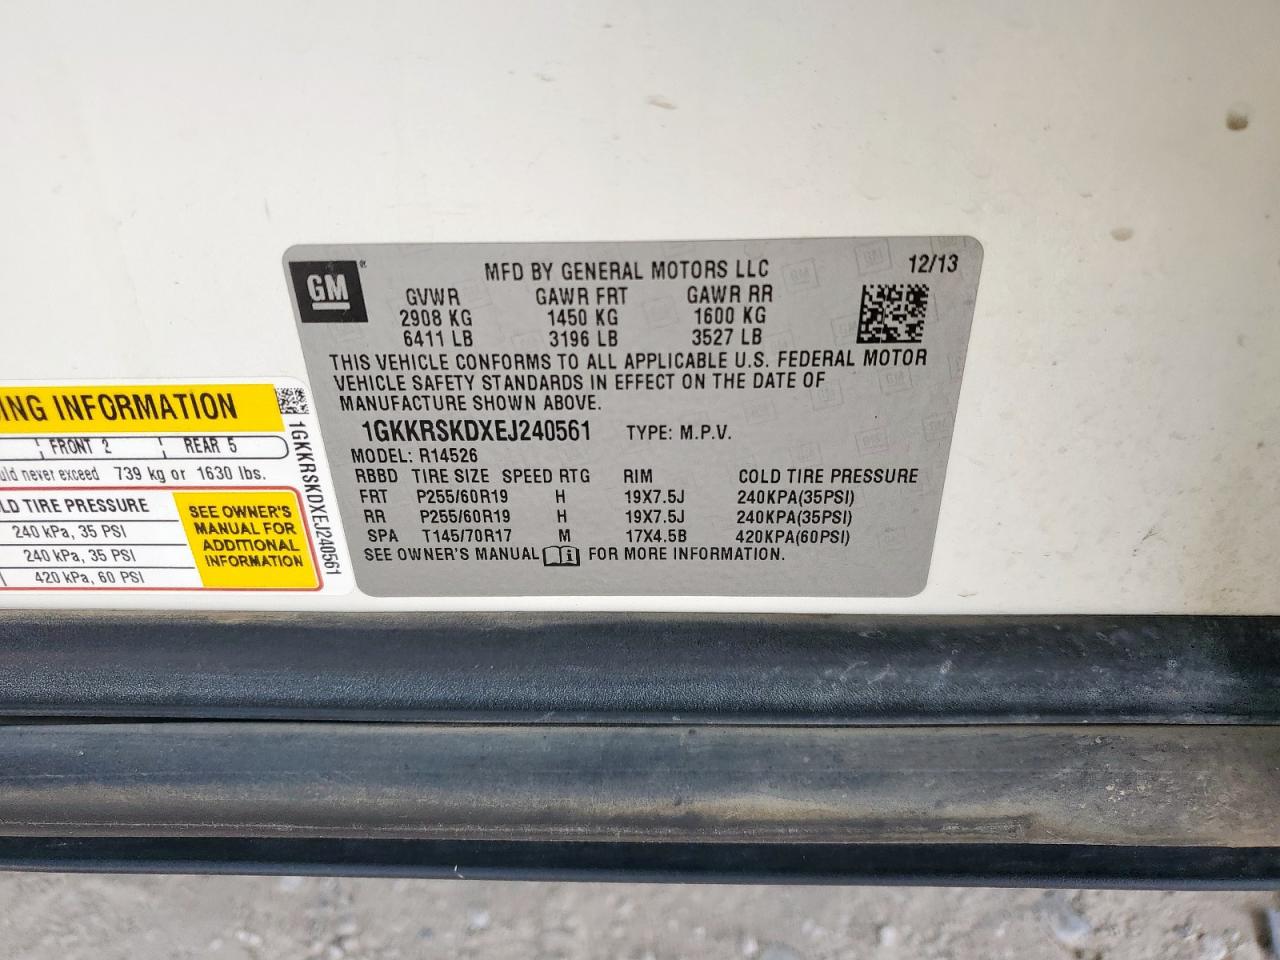 GM
MFD BY GENERAL MOTORS LLC 12/13
GVWR GAWR FRT GAWR RR
2908 KG 1450 KG 1600 KG
6411 LB 3196 LB 3527 LB
THIS VEHICLE CONFORMS TO ALL APPLICABLE U.S. FEDERAL MOTOR
VEHICLE SAFETY STANDARDS IN EFFECT ON THE DATE OF
MANUFACTURE SHOWN ABOVE.
1GKKRSKDXEJ240561 TYPE: M.P.V.
MODEL: R14526
RBBD TIRE SIZE SPEED RTG RIM COLD TIRE PRESSURE
FRT P255/60R19 H 19X7.5J 240KPA(35PSI)
RR P255/60R19 H 19X7.5J 240KPA(35PSI)
SPA T145/70R17 M 17X4.5B 420KPA(60PSI)
SEE OWNER'S MANUAL FOR MORE INFORMATION.
INFORMATION
FRONT 2 REAR 5
never exceed 739 kg or 1630 lbs.
TIRE PRESSURE
240 kPa, 35 PSI
240 kPa, 35 PSI
420 kPa, 60 PSI
SEE OWNER'S
MANUAL FOR
ADDITIONAL
INFORMATION
1GKKRSKDXEJ240561